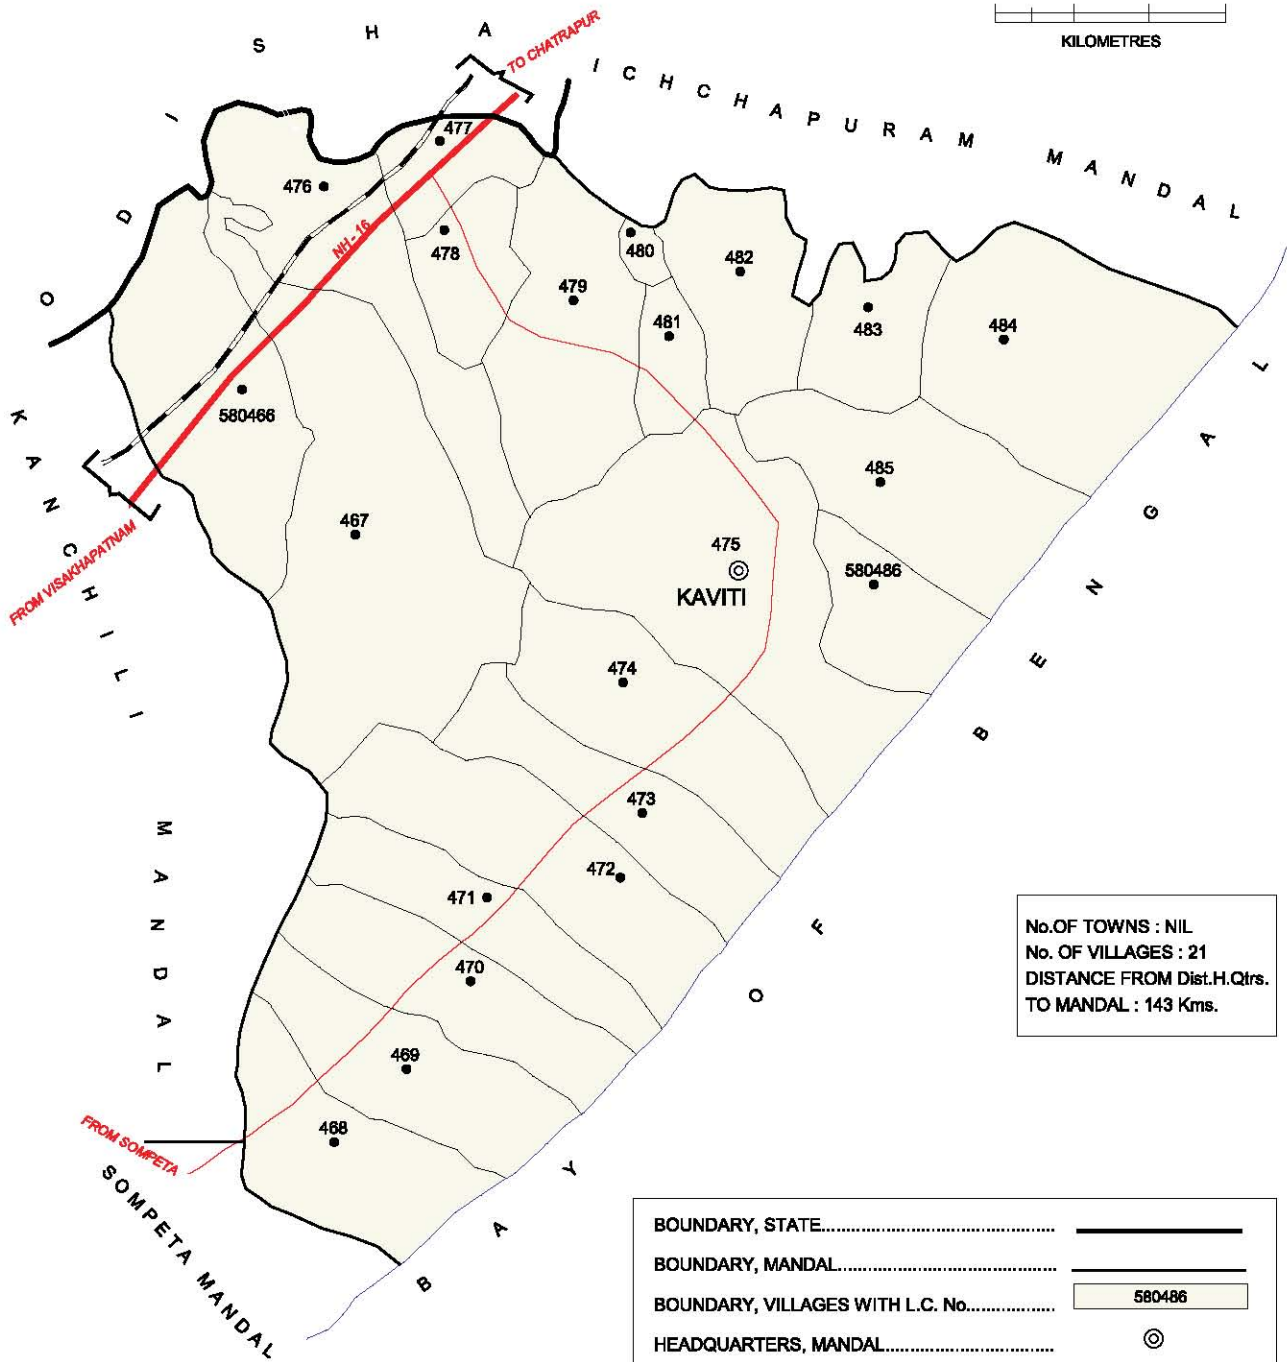 KILOMETRES
ODISHA
TO CHATRAPUR
ICHCHAPURAM MANDAL
477
476
NH-16
478
480
482
479
481
483
484
580466
485
467
475
KAVITI
580486
KANCHILI MANDAL
FROM VISAKHAPATNAM
474
473
472
471
470
469
468
FROM SOMPETA
SOMPETA MANDAL
BAY OF BENGAL
No.OF TOWNS : NIL
No. OF VILLAGES : 21
DISTANCE FROM Dist.H.Qtrs.
TO MANDAL : 143 Kms.
BOUNDARY, STATE
BOUNDARY, MANDAL
BOUNDARY, VILLAGES WITH L.C. No. 580486
HEADQUARTERS, MANDAL